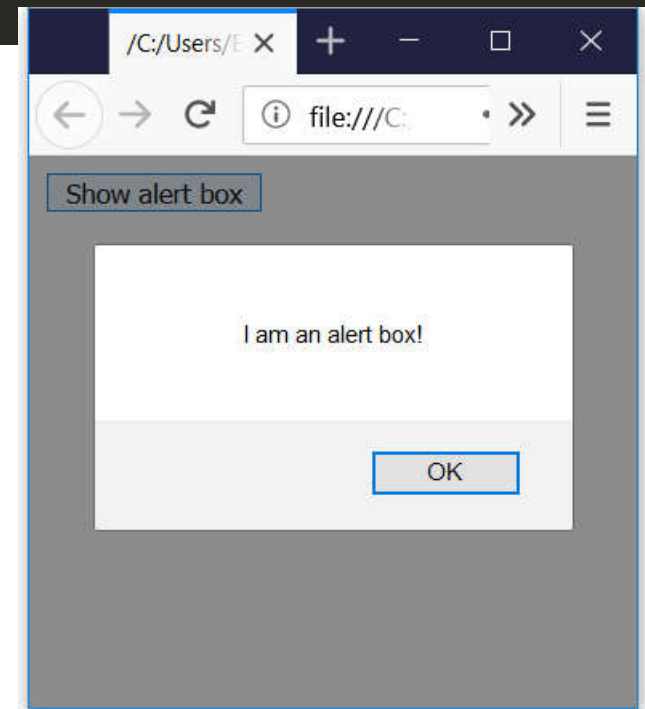 /C:/Users/E
file:///C:
Show alert box
I am an alert box!
OK